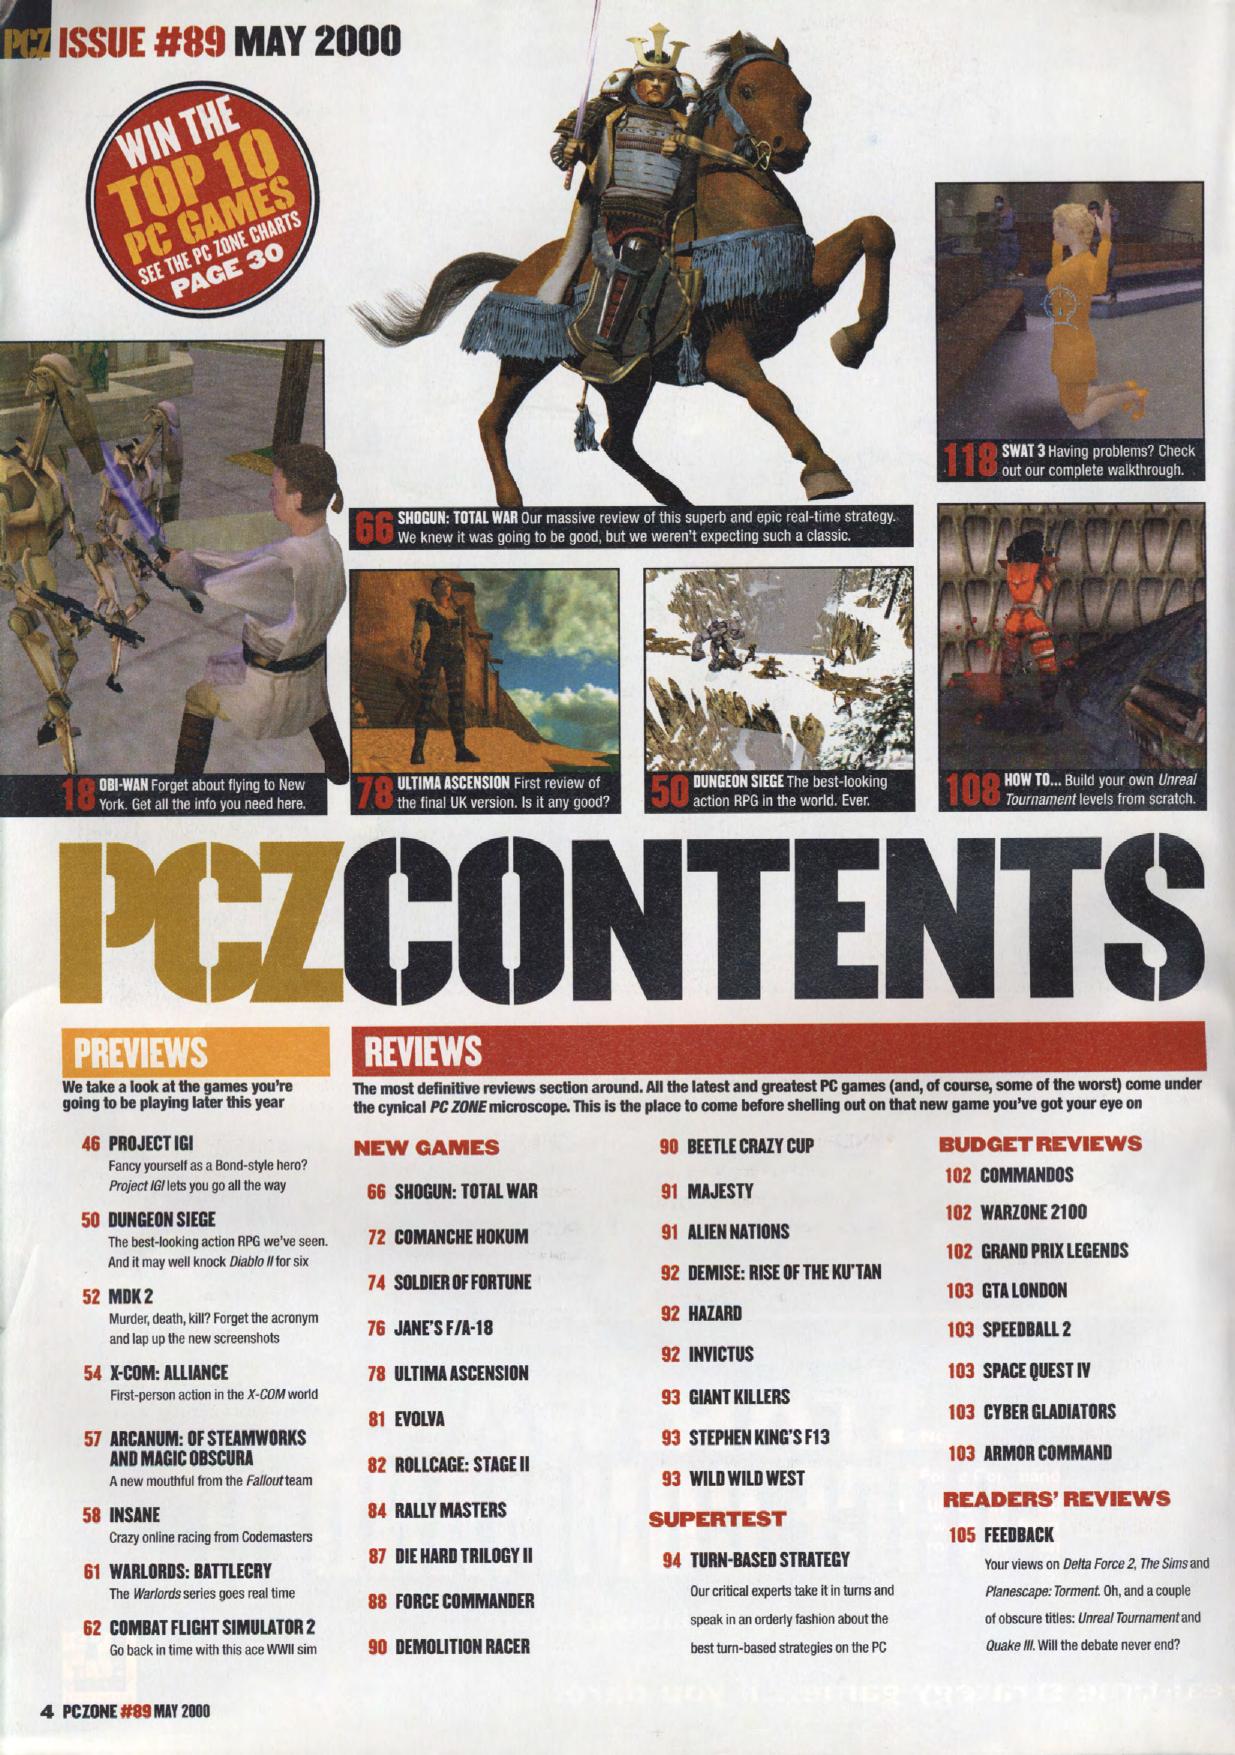 PCZ ISSUE #89 MAY 2000
WIN THE
TOP 10
PC GAMES
SEE THE PC ZONE CHARTS
PAGE 30
118 SWAT 3 Having problems? Check
out our complete walkthrough.
66 SHOGUN: TOTAL WAR Our massive review of this superb and epic real-time strategy.
We knew it was going to be good, but we weren't expecting such a classic.
18 OBI-WAN Forget about flying to New
York. Get all the info you need here.
78 ULTIMA ASCENSION First review of
the final UK version. Is it any good?
50 DUNGEON SIEGE The best-looking
action RPG in the world. Ever.
108 HOW TO... Build your own Unreal
Tournament levels from scratch.
PCZCONTENTS
PREVIEWS
We take a look at the games you're
going to be playing later this year
46 PROJECT IGI
Fancy yourself as a Bond-style hero?
Project IGI lets you go all the way
50 DUNGEON SIEGE
The best-looking action RPG we've seen.
And it may well knock Diablo II for six
52 MDK 2
Murder, death, kill? Forget the acronym
and lap up the new screenshots
54 X-COM: ALLIANCE
First-person action in the X-COM world
57 ARCANUM: OF STEAMWORKS
AND MAGIC OBSCURA
A new mouthful from the Fallout team
58 INSANE
Crazy online racing from Codemasters
61 WARLORDS: BATTLECRY
The Warlords series goes real time
62 COMBAT FLIGHT SIMULATOR 2
Go back in time with this ace WWII sim
REVIEWS
The most definitive reviews section around. All the latest and greatest PC games (and, of course, some of the worst) come under
the cynical PC ZONE microscope. This is the place to come before shelling out on that new game you've got your eye on
NEW GAMES
66 SHOGUN: TOTAL WAR
72 COMANCHE HOKUM
74 SOLDIER OF FORTUNE
76 JANE'S F/A-18
78 ULTIMA ASCENSION
81 EVOLVA
82 ROLLCAGE: STAGE II
84 RALLY MASTERS
87 DIE HARD TRILOGY II
88 FORCE COMMANDER
90 DEMOLITION RACER
90 BEETLE CRAZY CUP
91 MAJESTY
91 ALIEN NATIONS
92 DEMISE: RISE OF THE KU'TAN
92 HAZARD
92 INVICTUS
93 GIANT KILLERS
93 STEPHEN KING'S F13
93 WILD WILD WEST
SUPERTEST
94 TURN-BASED STRATEGY
Our critical experts take it in turns and
speak in an orderly fashion about the
best turn-based strategies on the PC
BUDGET REVIEWS
102 COMMANDOS
102 WARZONE 2100
102 GRAND PRIX LEGENDS
103 GTA LONDON
103 SPEEDBALL 2
103 SPACE QUEST IV
103 CYBER GLADIATORS
103 ARMOR COMMAND
READERS' REVIEWS
105 FEEDBACK
Your views on Delta Force 2, The Sims and
Planescape: Torment. Oh, and a couple
of obscure titles: Unreal Tournament and
Quake III. Will the debate never end?
4 PCZONE #89 MAY 2000